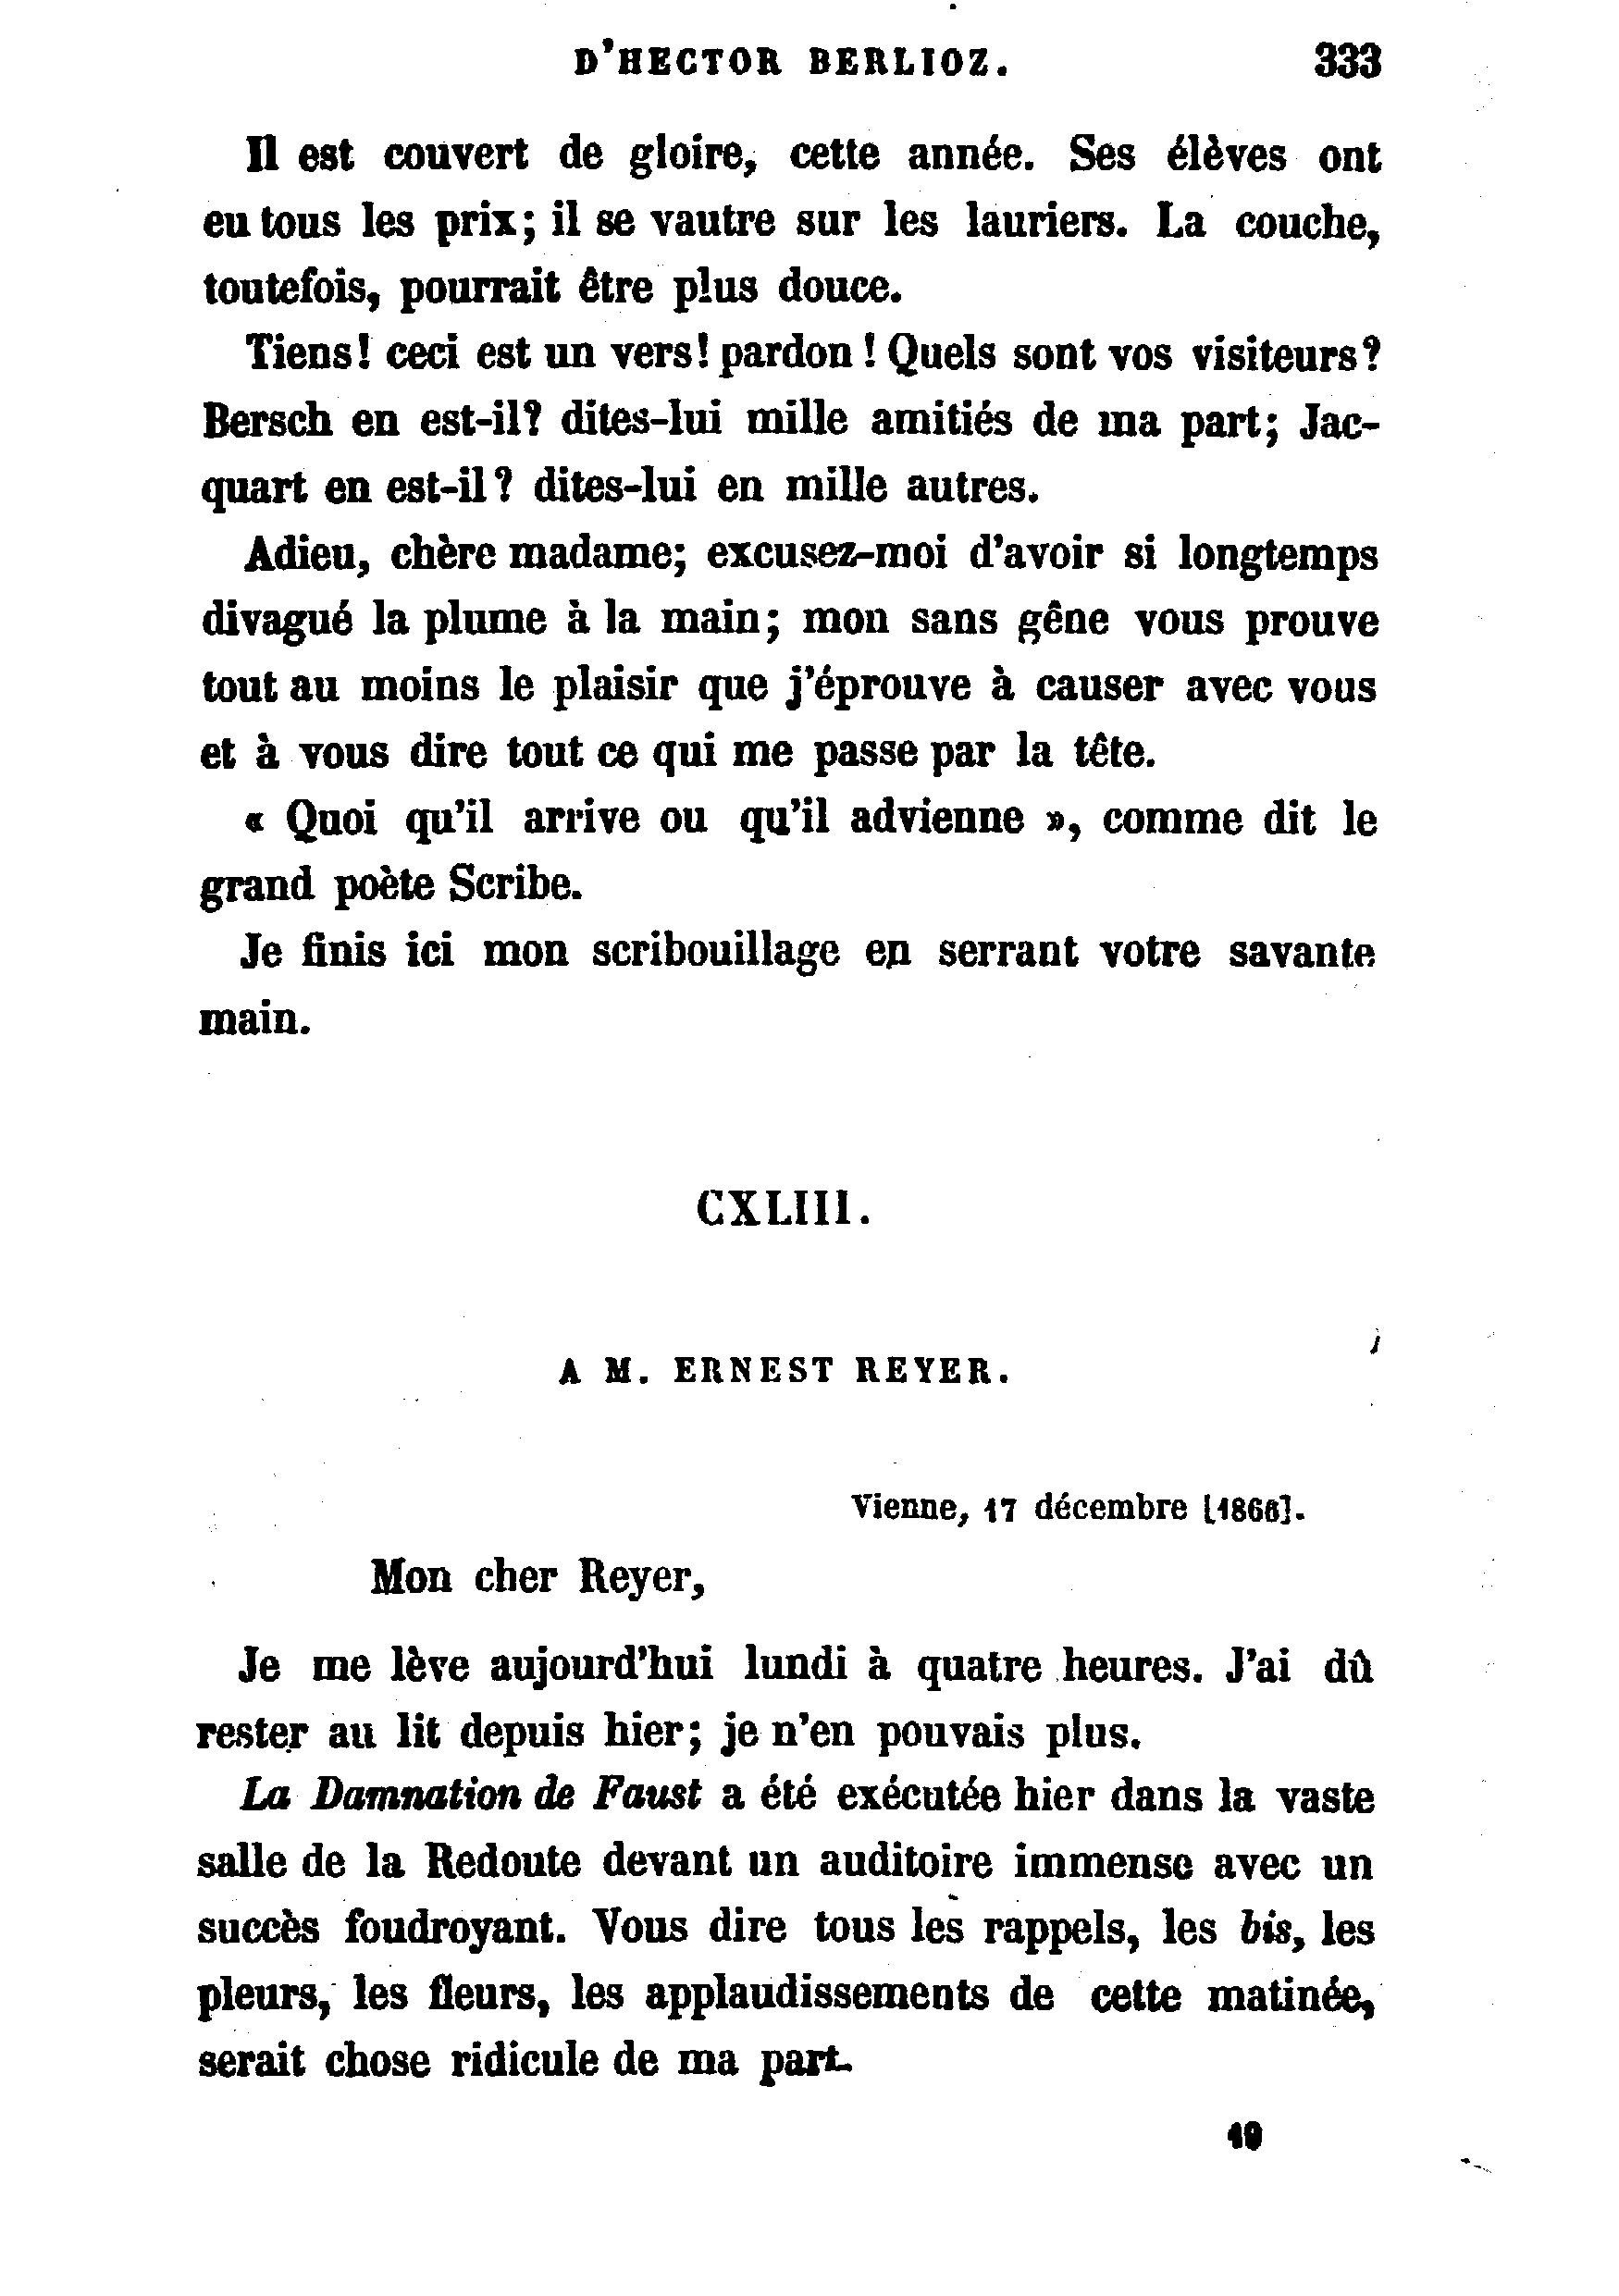 D'HECTOR BERLIOZ. 333
Il est couvert de gloire, cette année. Ses élèves ont
eu tous les prix; il se vautre sur les lauriers. La couche,
toutefois, pourrait être plus douce.
Tiens! ceci est un vers! pardon! Quels sont vos visiteurs?
Bersch en est-il? dites-lui mille amitiés de ma part; Jac-
quart en est-il? dites-lui en mille autres.
Adieu, chère madame; excusez-moi d'avoir si longtemps
divagué la plume à la main; mon sans gêne vous prouve
tout au moins le plaisir que j'éprouve à causer avec vous
et à vous dire tout ce qui me passe par la tête.
« Quoi qu'il arrive ou qu'il advienne », comme dit le
grand poète Scribe.
Je finis ici mon scribouillage en serrant votre savante
main.
CXLIII.
A M. ERNEST REYER.
Vienne, 17 décembre [1866].
Mon cher Reyer,
Je me lève aujourd'hui lundi à quatre heures. J'ai dû
rester au lit depuis hier; je n'en pouvais plus.
La Damnation de Faust a été exécutée hier dans la vaste
salle de la Redoute devant un auditoire immense avec un
succès foudroyant. Vous dire tous les rappels, les bis, les
pleurs, les fleurs, les applaudissements de cette matinée,
serait chose ridicule de ma part.
19